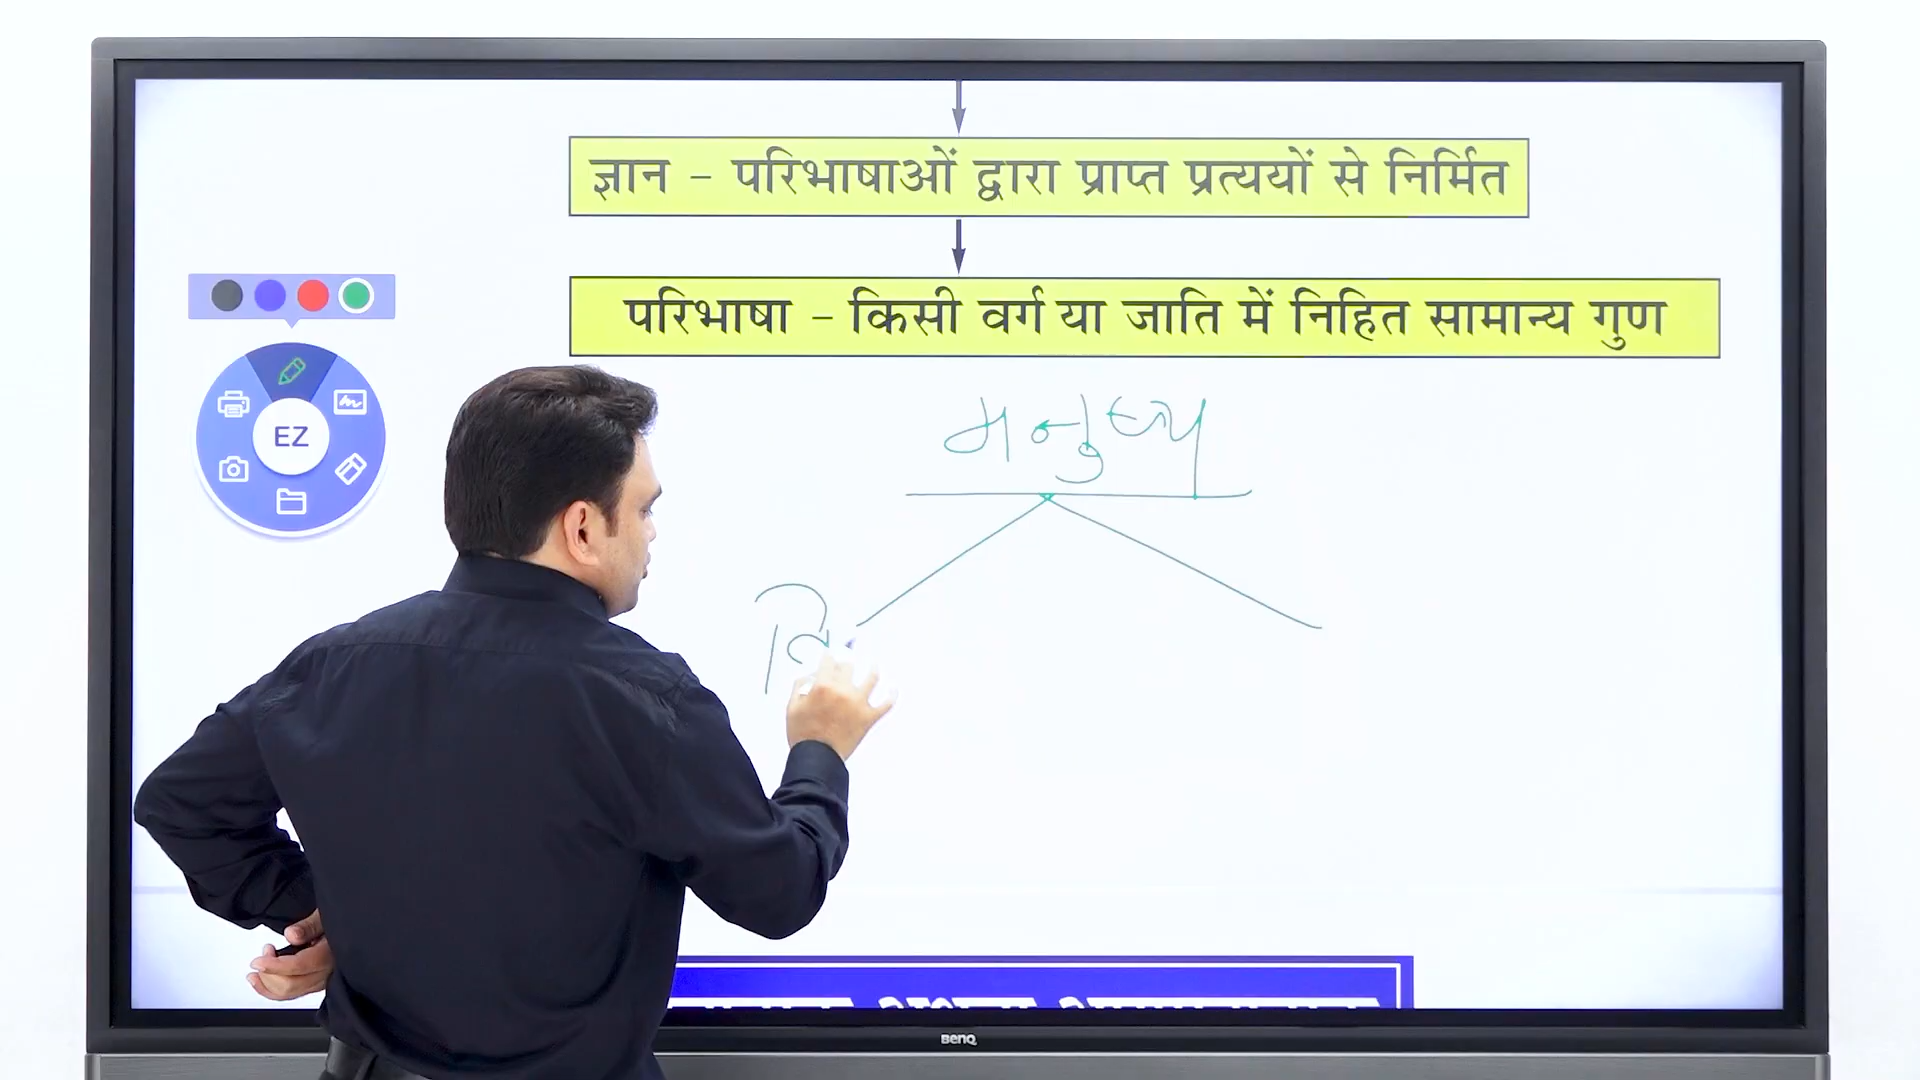 ज्ञान - परिभाषाओं द्वारा प्राप्त प्रत्ययों से निर्मित
परिभाषा - किसी वर्ग या जाति में निहित सामान्य गुण
EZ
मनुष्य
वि
BenQ